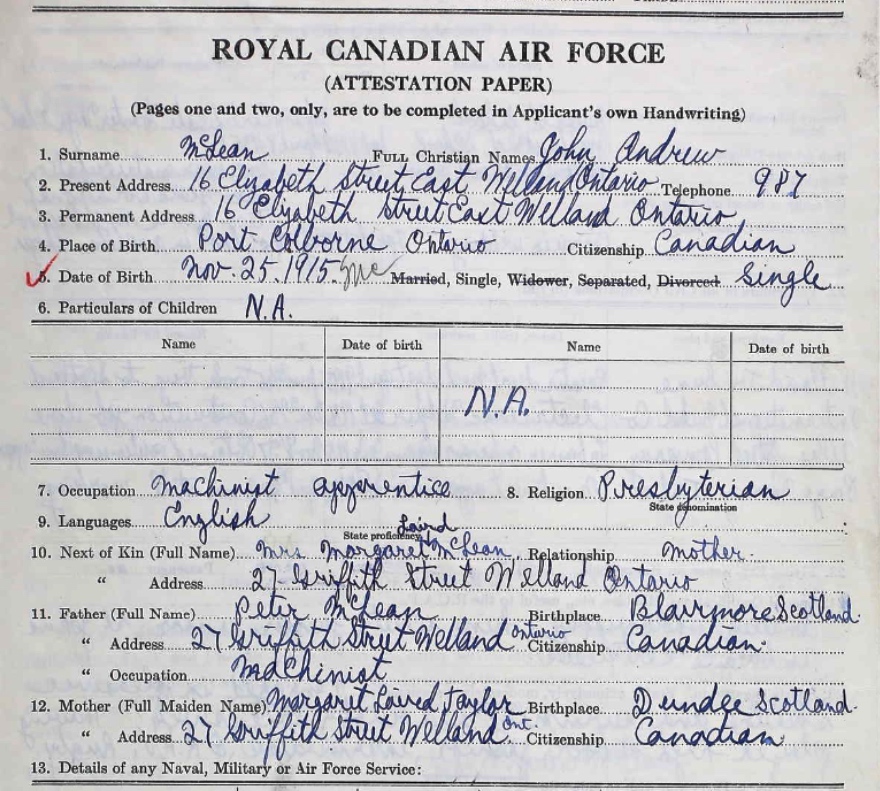 ROYAL CANADIAN AIR FORCE
(ATTESTATION PAPER)
(Pages one and two, only, are to be completed in Applicant's own Handwriting)
1. Surname McLean FULL Christian Names John Andrew
2. Present Address 16 Elizabeth Street East Welland Ontario Telephone 987
3. Permanent Address 16 Elizabeth Street East Welland Ontario
4. Place of Birth Port Colborne Ontario Citizenship Canadian
5. Date of Birth Nov. 25. 1915. Married, Single, Widower, Separated, Divorced Single
6. Particulars of Children N.A.
Name Date of birth Name Date of birth
N.A.
7. Occupation Machinist apprentice 8. Religion Presbyterian
State denomination
9. Languages English
State proficiency
Laird
10. Next of Kin (Full Name) Mrs. Margaret McLean Relationship mother.
" Address 27 Griffith Street Welland Ontario
11. Father (Full Name) Peter McLean Birthplace Scotland.
" Address 27 Griffith Street Welland Ontario Citizenship Canadian.
" Occupation Machinist
12. Mother (Full Maiden Name) Margaret Laired Taylor Birthplace Dundee Scotland.
" Address 27 Griffith Street Welland Ont. Citizenship Canadian
13. Details of any Naval, Military or Air Force Service: